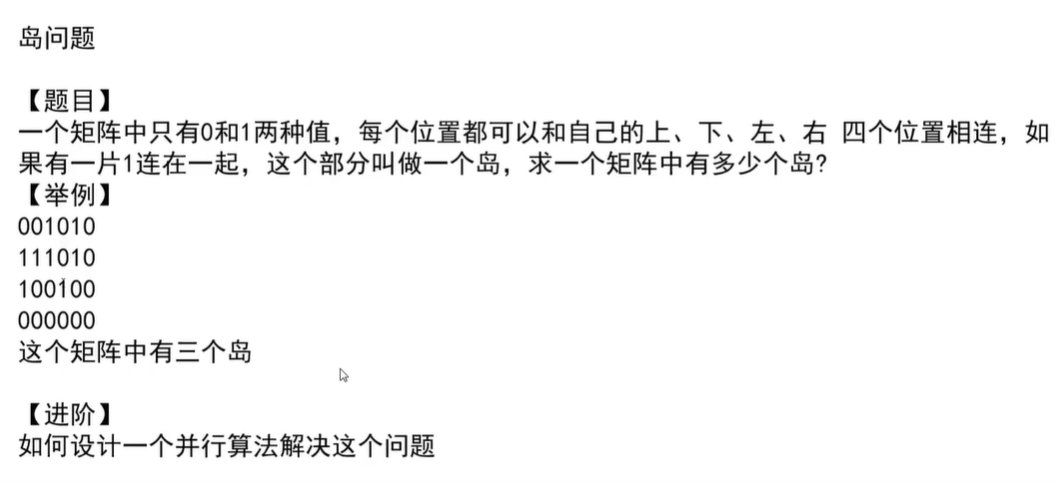 岛问题
【题目】
一个矩阵中只有0和1两种值，每个位置都可以和自己的上、下、左、右 四个位置相连，如
果有一片1连在一起，这个部分叫做一个岛，求一个矩阵中有多少个岛?
【举例】
001010
111010
100100
000000
这个矩阵中有三个岛
【进阶】
如何设计一个并行算法解决这个问题